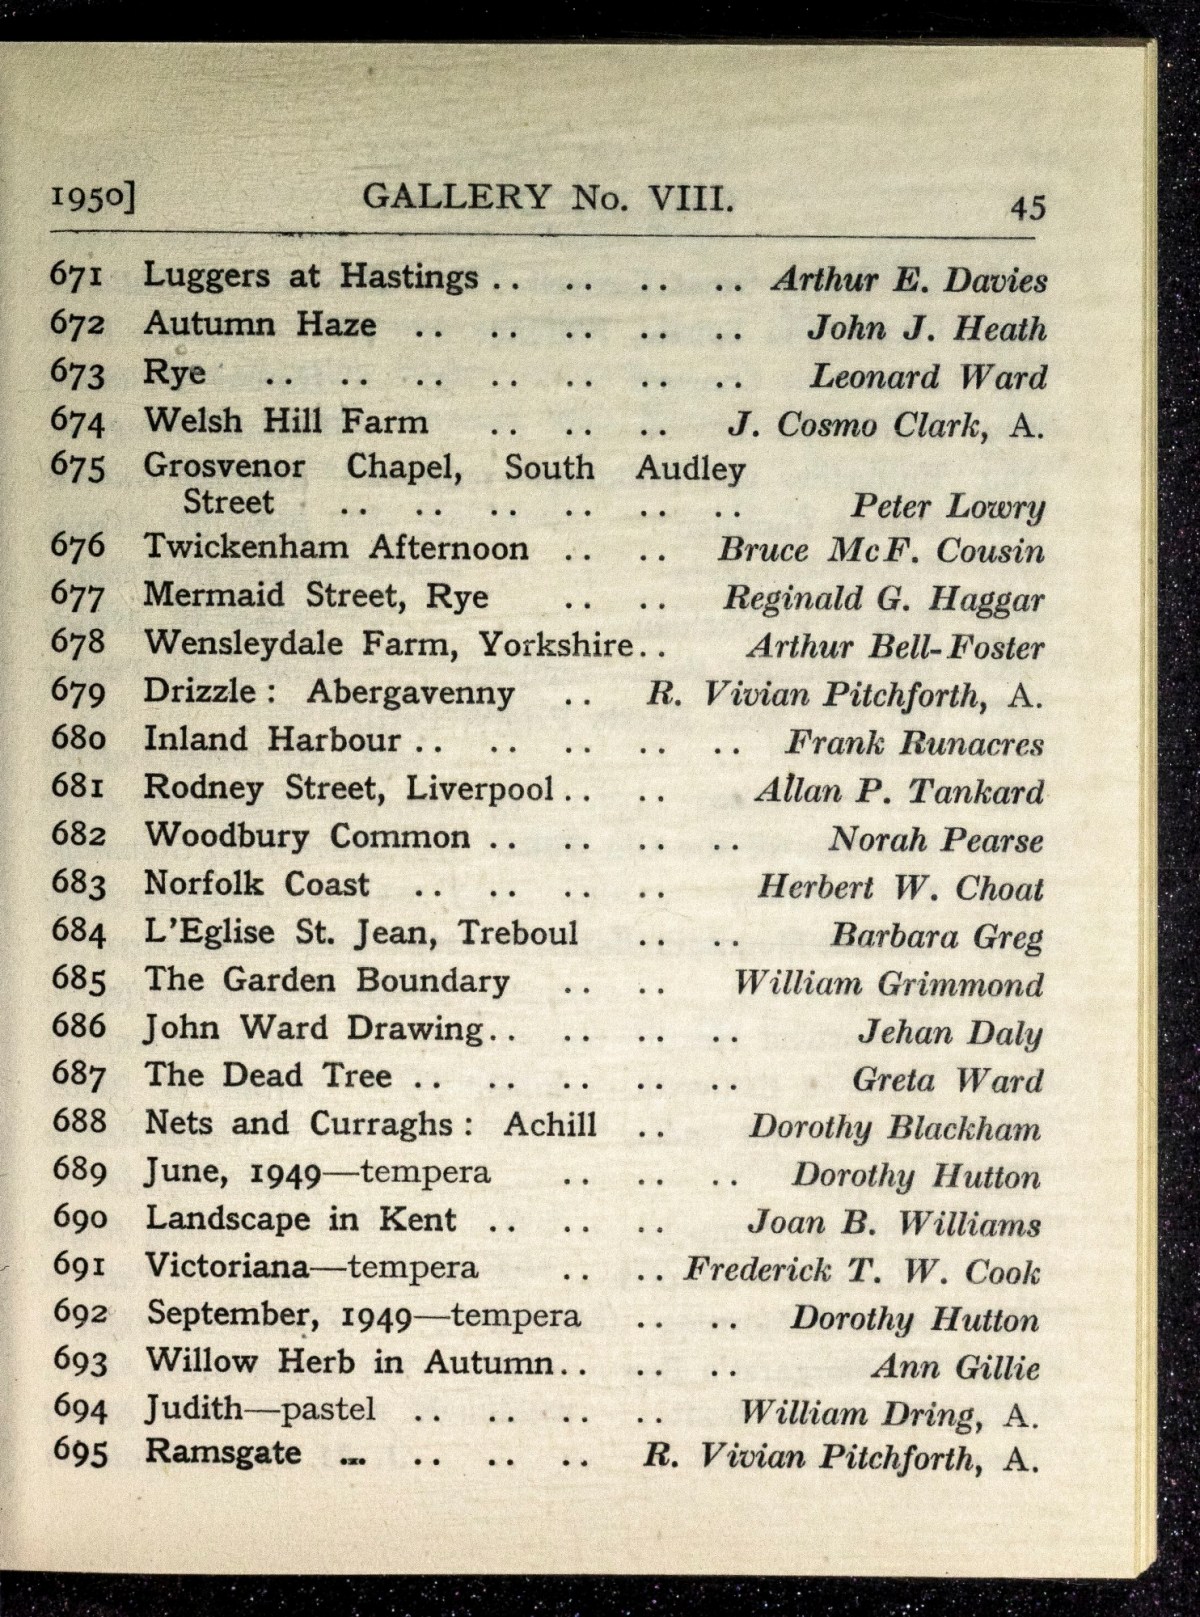 1950] GALLERY No. VIII. 45
671 Luggers at Hastings .. .. .. .. Arthur E. Davies
672 Autumn Haze .. .. .. .. .. John J. Heath
673 Rye .. .. .. .. .. .. .. Leonard Ward
674 Welsh Hill Farm .. .. .. J. Cosmo Clark, A.
675 Grosvenor Chapel, South Audley
Street .. .. .. .. .. .. Peter Lowry
676 Twickenham Afternoon .. .. Bruce McF. Cousin
677 Mermaid Street, Rye .. .. Reginald G. Haggar
678 Wensleydale Farm, Yorkshire.. Arthur Bell-Foster
679 Drizzle : Abergavenny .. R. Vivian Pitchforth, A.
680 Inland Harbour .. .. .. .. .. Frank Runacres
681 Rodney Street, Liverpool .. .. Allan P. Tankard
682 Woodbury Common .. .. .. .. Norah Pearse
683 Norfolk Coast .. .. .. .. Herbert W. Choat
684 L'Eglise St. Jean, Treboul .. .. Barbara Greg
685 The Garden Boundary .. .. William Grimmond
686 John Ward Drawing.. .. .. .. Jehan Daly
687 The Dead Tree .. .. .. .. .. Greta Ward
688 Nets and Curraghs : Achill .. Dorothy Blackham
689 June, 1949—tempera .. .. .. Dorothy Hutton
690 Landscape in Kent .. .. .. Joan B. Williams
691 Victoriana—tempera .. .. Frederick T. W. Cook
692 September, 1949—tempera .. .. Dorothy Hutton
693 Willow Herb in Autumn.. .. .. Ann Gillie
694 Judith—pastel .. .. .. .. William Dring, A.
695 Ramsgate ... .. .. .. R. Vivian Pitchforth, A.